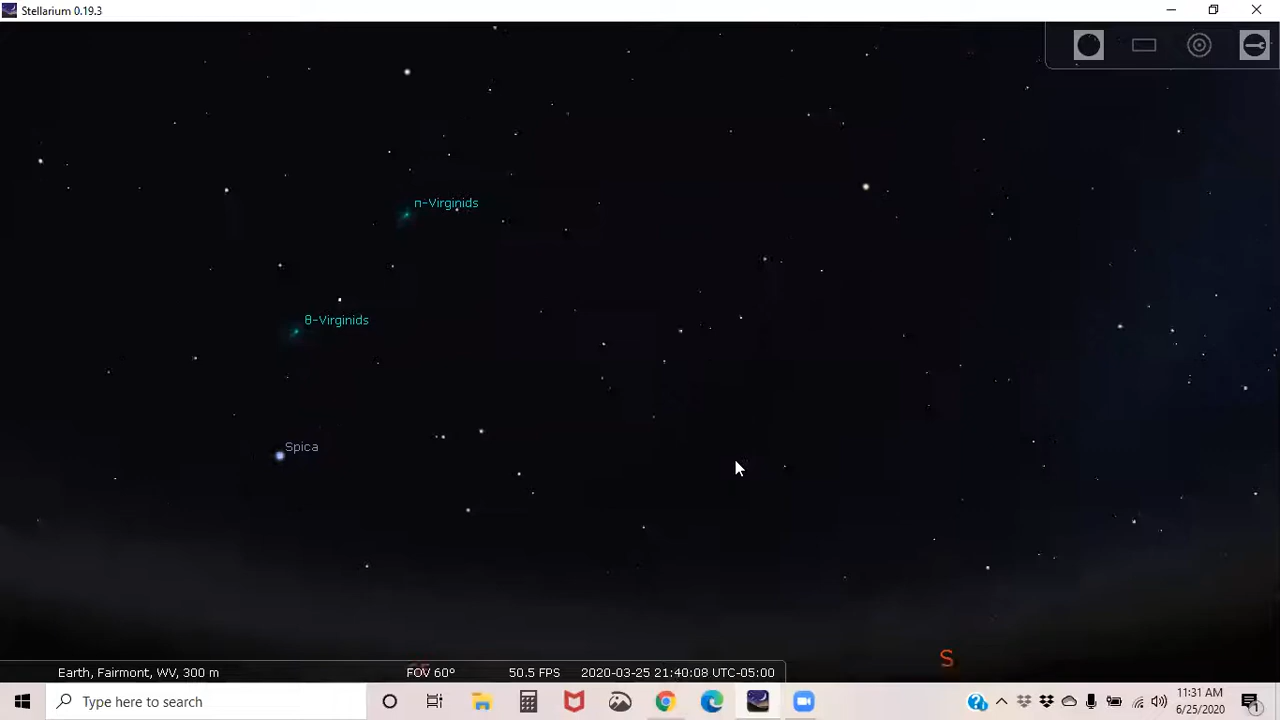 Stellarium 0.19.3
π-Virginids
θ-Virginids
Spica
S
Earth, Fairmont, WV, 300 m FOV 60° 50.5 FPS 2020-03-25 21:40:08 UTC-05:00
Type here to search
11:31 AM
6/25/2020